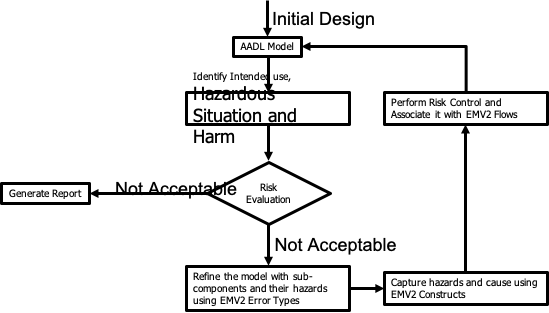 Initial Design
AADL Model
Identify Intended use,
Hazardous
Situation and
Harm
Perform Risk Control and
Associate it with EMV2 Flows
Generate Report
Not Acceptable
Risk
Evaluation
Not Acceptable
Refine the model with sub-
components and their hazards
using EMV2 Error Types
Capture hazards and cause using
EMV2 Constructs